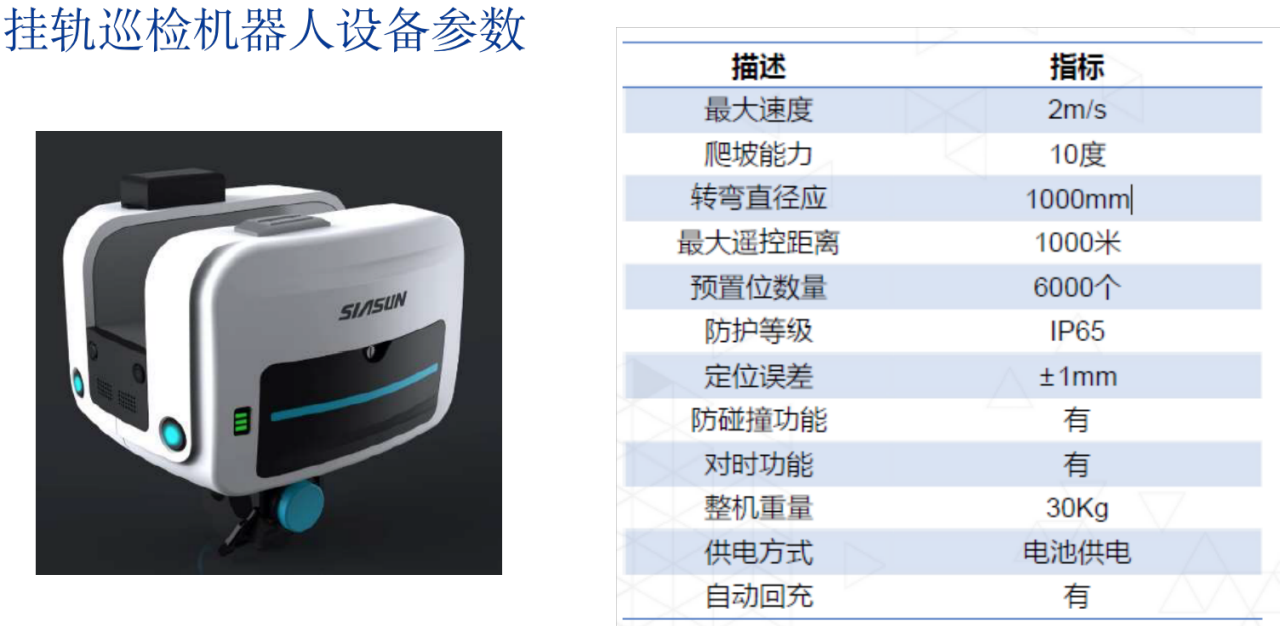 挂轨巡检机器人设备参数
SIASUN
描述 指标
最大速度 2m/s
爬坡能力 10度
转弯直径应 1000mm
最大遥控距离 1000米
预置位数量 6000个
防护等级 IP65
定位误差 ±1mm
防碰撞功能 有
对时功能 有
整机重量 30Kg
供电方式 电池供电
自动回充 有